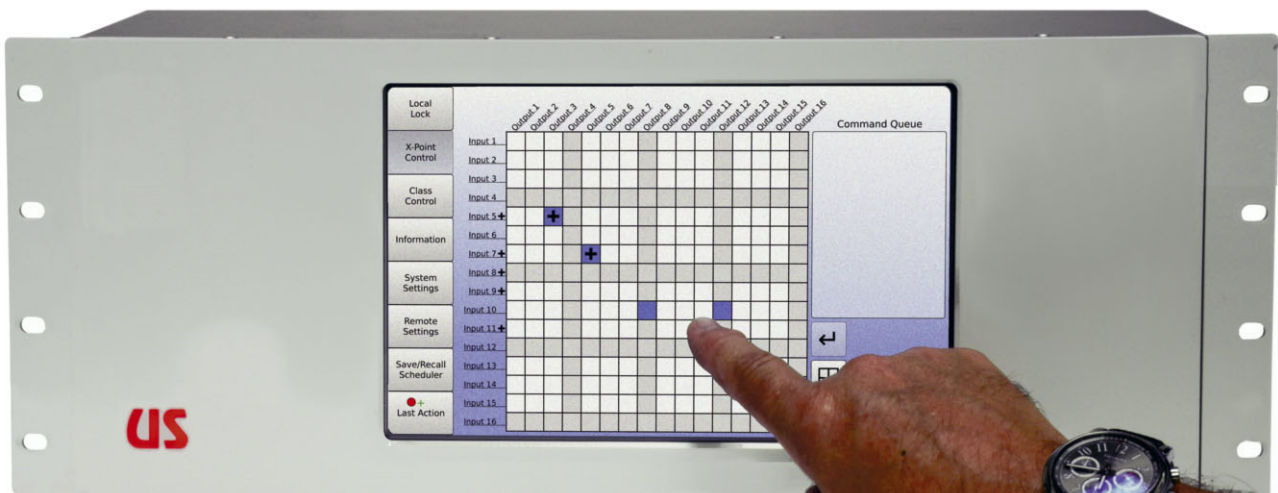 Local
Lock
X-Point
Control
Class
Control
Information
System
Settings
Remote
Settings
Save/Recall
Scheduler
Last Action
Output 1
Output 2
Output 3
Output 4
Output 5
Output 6
Output 7
Output 8
Output 9
Output 10
Output 11
Output 12
Output 13
Output 14
Output 15
Output 16
Input 1
Input 2
Input 3
Input 4
Input 5 +
Input 6
Input 7 +
Input 8 +
Input 9 +
Input 10
Input 11 +
Input 12
Input 13
Input 14
Input 15
Input 16
Command Queue
US
10 11 12